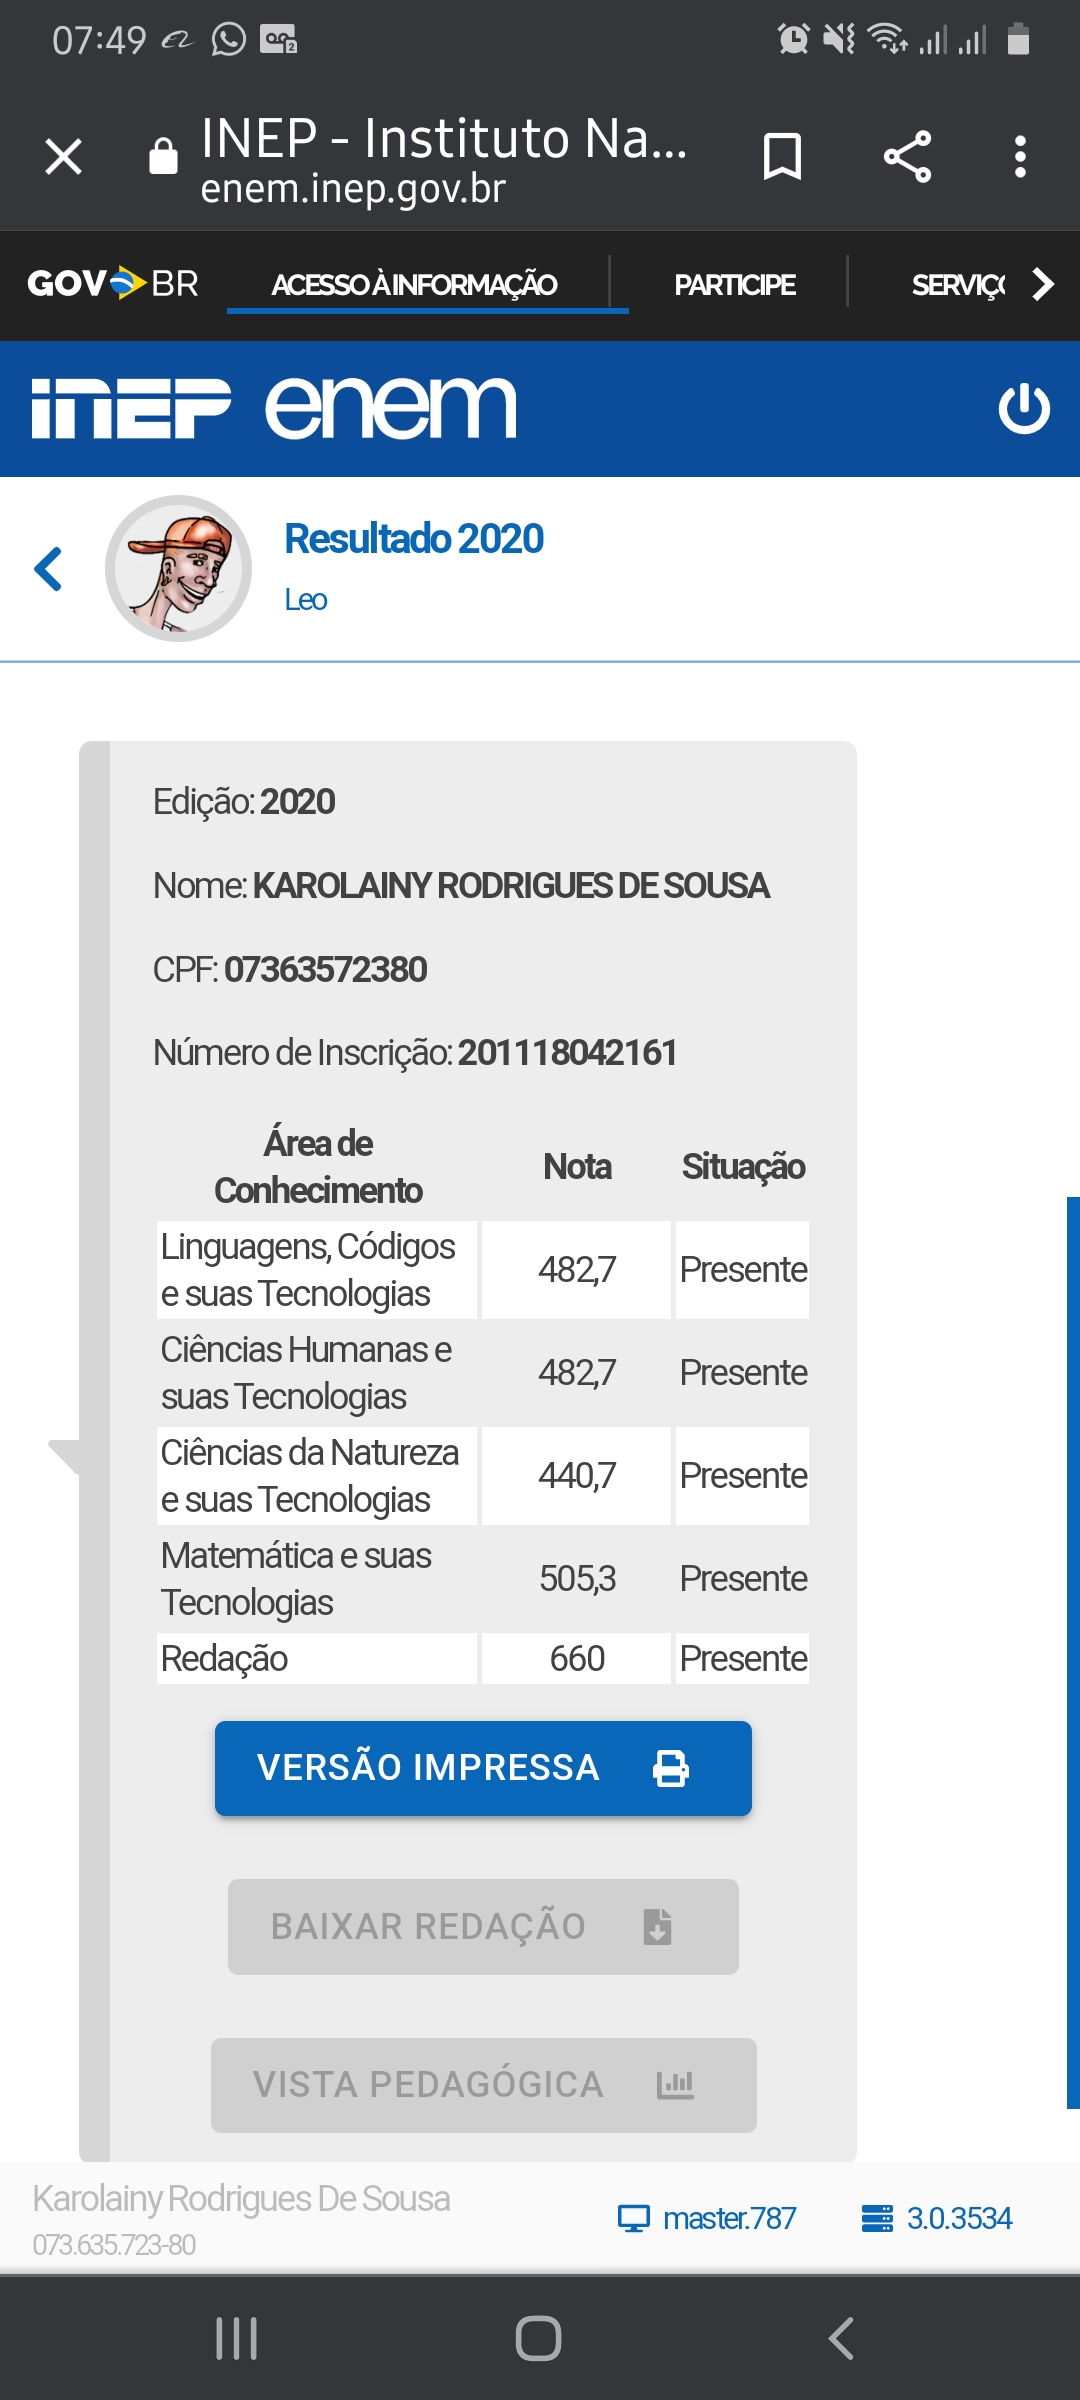 07:49
INEP - Instituto Na...
enem.inep.gov.br
GOV BR ACESSO À INFORMAÇÃO PARTICIPE SERVIÇO
INEP enem
Resultado 2020
Leo
Edição: 2020
Nome: KAROLAINY RODRIGUES DE SOUSA
CPF: 07363572380
Número de Inscrição: 201118042161
Área de
Conhecimento
Nota
Situação
Linguagens, Códigos
e suas Tecnologias
482,7
Presente
Ciências Humanas e
suas Tecnologias
482,7
Presente
Ciências da Natureza
e suas Tecnologias
440,7
Presente
Matemática e suas
Tecnologias
505,3
Presente
Redação
660
Presente
VERSÃO IMPRESSA
BAIXAR REDAÇÃO
VISTA PEDAGÓGICA
Karolainy Rodrigues De Sousa
073.635.723-80
master.787
3.0.3534